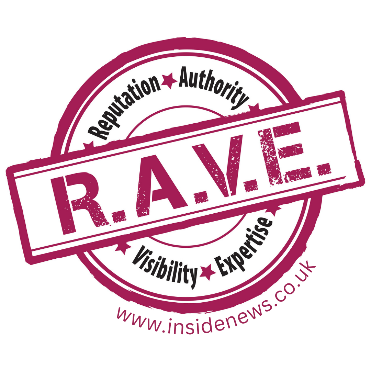 Reputation ★ Authority
R.A.V.E.
Visibility ★ Expertise
www.insidenews.co.uk